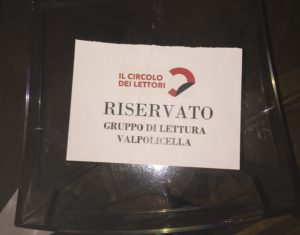 IL CIRCOLO
DEI LETTORI
RISERVATO
GRUPPO DI LETTURA
VALPOLICELLA